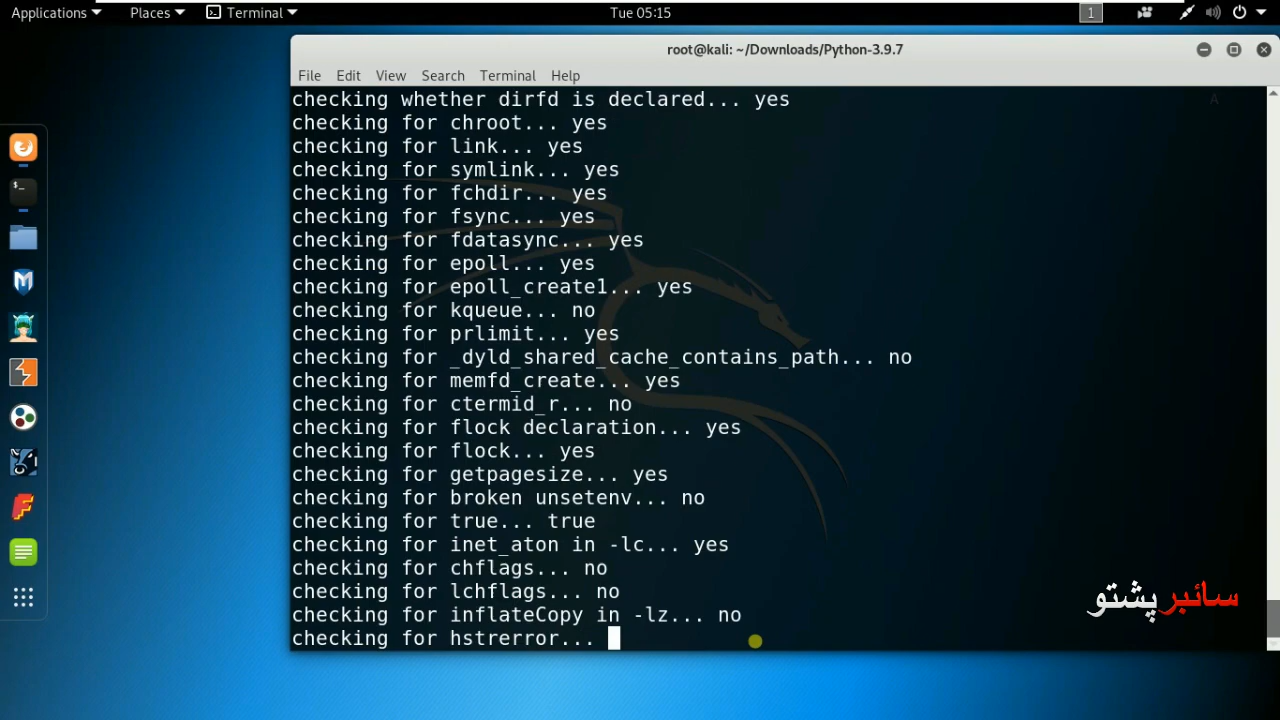 Applications Places Terminal Tue 05:15 1
root@kali: ~/Downloads/Python-3.9.7
File Edit View Search Terminal Help
checking whether dirfd is declared... yes
checking for chroot... yes
checking for link... yes
checking for symlink... yes
checking for fchdir... yes
checking for fsync... yes
checking for fdatasync... yes
checking for epoll... yes
checking for epoll_create1... yes
checking for kqueue... no
checking for prlimit... yes
checking for _dyld_shared_cache_contains_path... no
checking for memfd_create... yes
checking for ctermid_r... no
checking for flock declaration... yes
checking for flock... yes
checking for getpagesize... yes
checking for broken unsetenv... no
checking for true... true
checking for inet_aton in -lc... yes
checking for chflags... no
checking for lchflags... no
checking for inflateCopy in -lz... no
checking for hstrerror...
سائبر پشتو